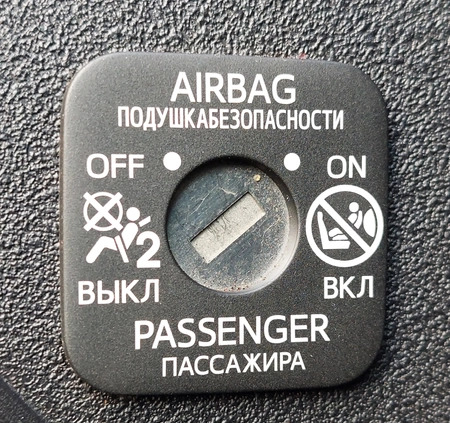 AIRBAG
ПОДУШКАБЕЗОПАСНОСТИ
OFF ON
2
ВЫКЛ ВКЛ
PASSENGER
ПАССАЖИРА